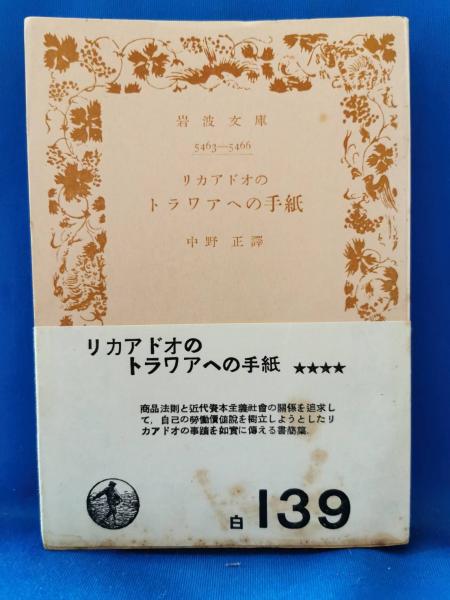 岩波文庫
5463—5466
リカアドオの
トラワアへの手紙
中野正譯
リカアドオの
トラワアへの手紙 ★★★★
商品法則と近代資本主義社會の關係を追求し
て，自己の勞働價値說を樹立しようとしたリ
カアドオの事蹟を如實に傳える書簡集．
白 139